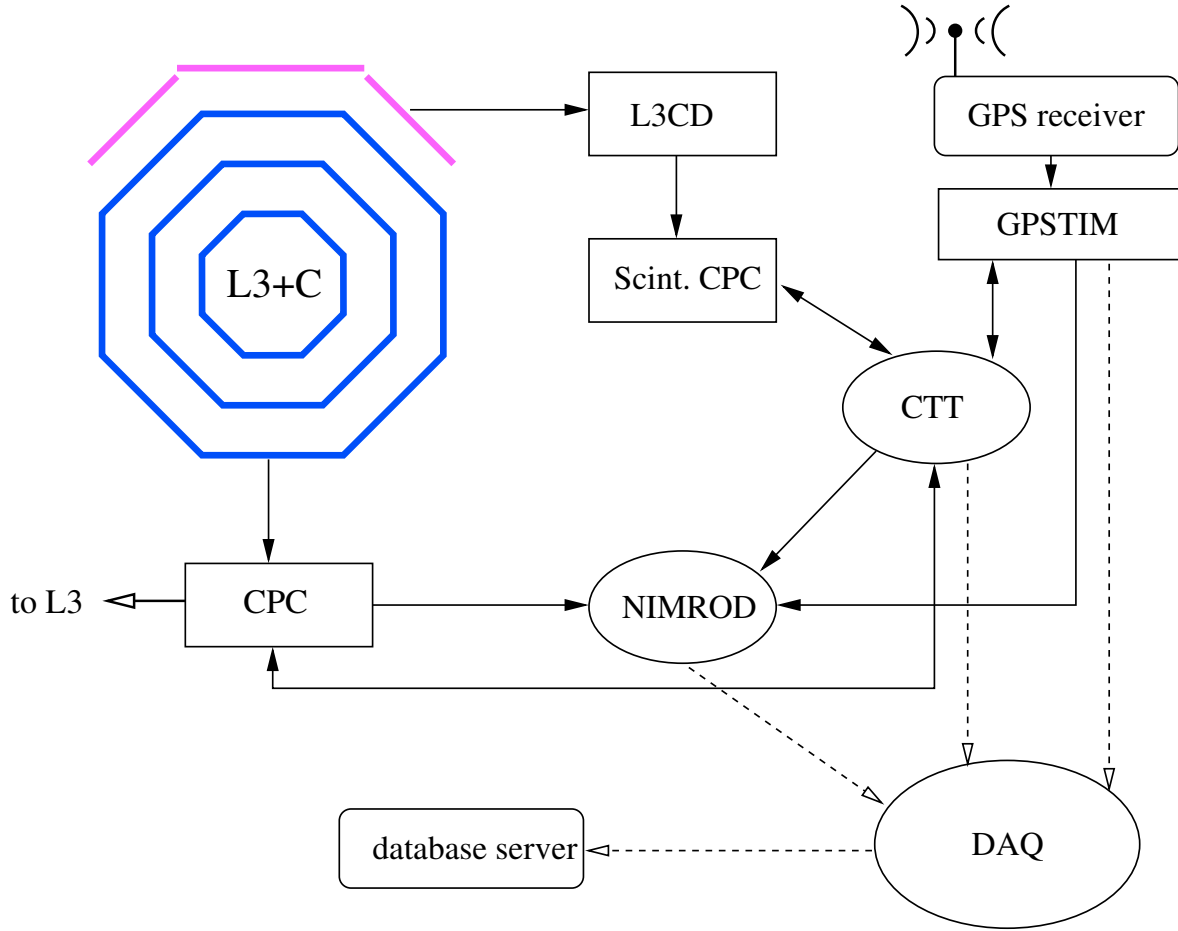 L3CD
GPS receiver
GPSTIM
L3+C
Scint. CPC
CTT
to L3
CPC
NIMROD
database server
DAQ